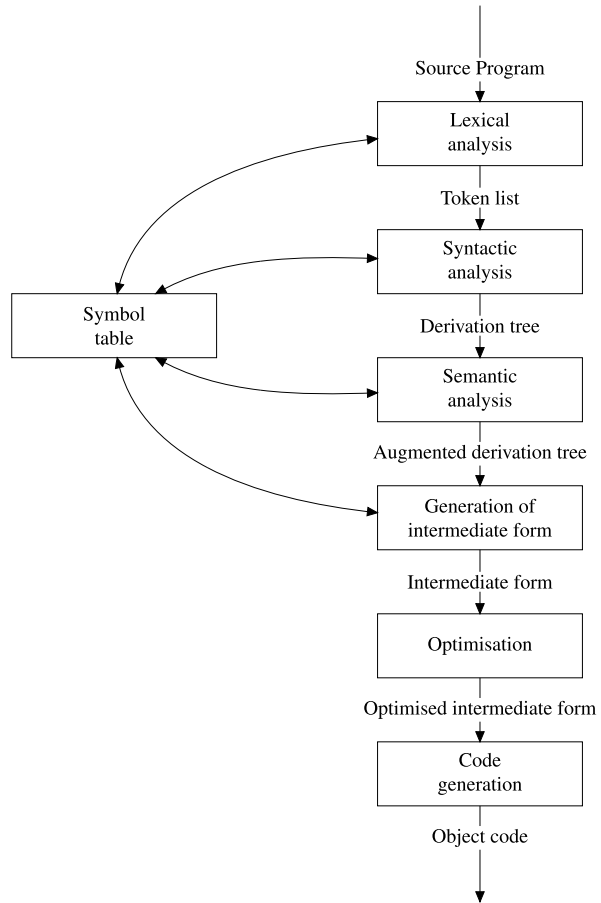 Source Program
Lexical
analysis
Token list
Syntactic
analysis
Symbol
table
Derivation tree
Semantic
analysis
Augmented derivation tree
Generation of
intermediate form
Intermediate form
Optimisation
Optimised intermediate form
Code
generation
Object code